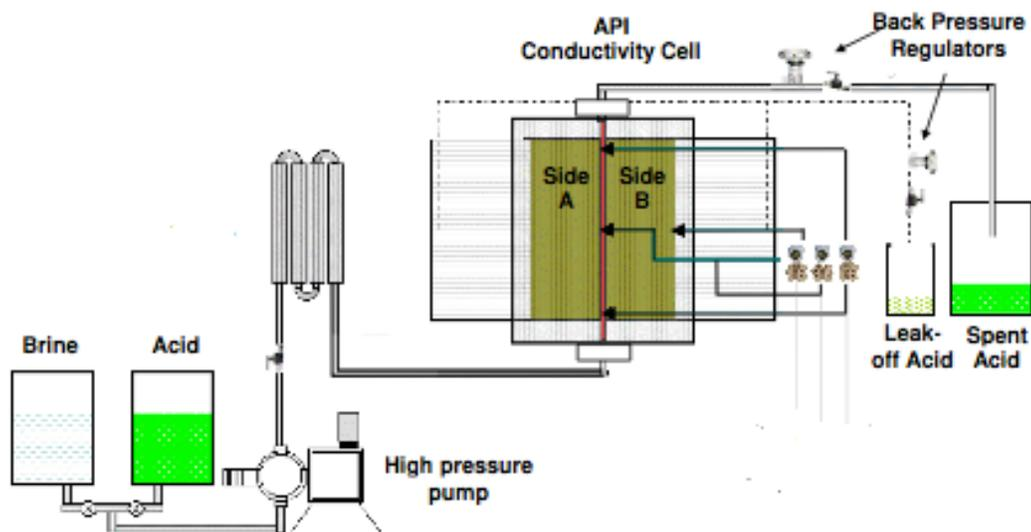 API
Conductivity Cell
Back Pressure
Regulators
Side
A
Side
B
Brine
Acid
High pressure
pump
Leak-
off Acid
Spent
Acid